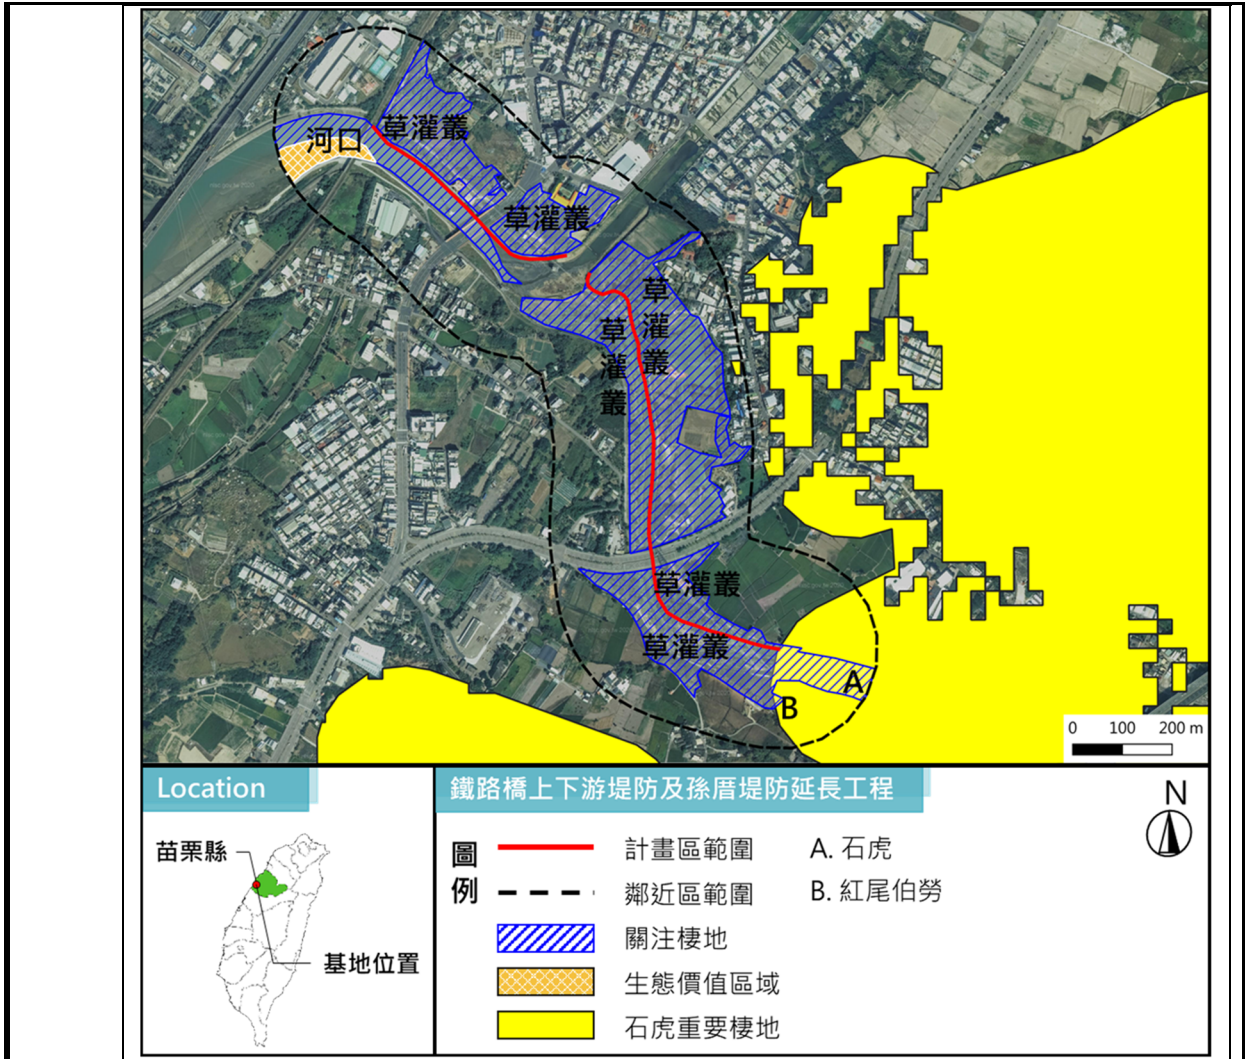 河口
草灌叢
草灌叢
草灌叢
草灌叢
草灌叢
草灌叢
A
B
0 100 200 m
Location
苗栗縣
基地位置
鐵路橋上下游堤防及孫厝堤防延長工程
N
圖例
計畫區範圍
鄰近區範圍
關注棲地
生態價值區域
石虎重要棲地
A. 石虎
B. 紅尾伯勞